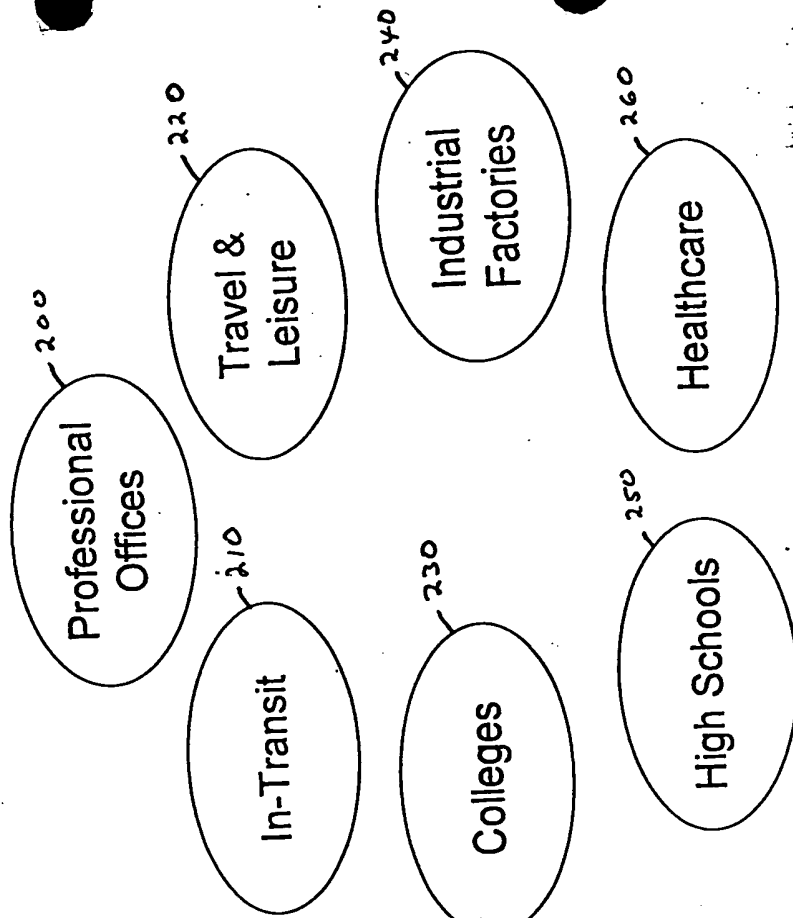 200
Professional
Offices
210
In-Transit
220
Travel &
Leisure
230
Colleges
240
Industrial
Factories
250
High Schools
260
Healthcare